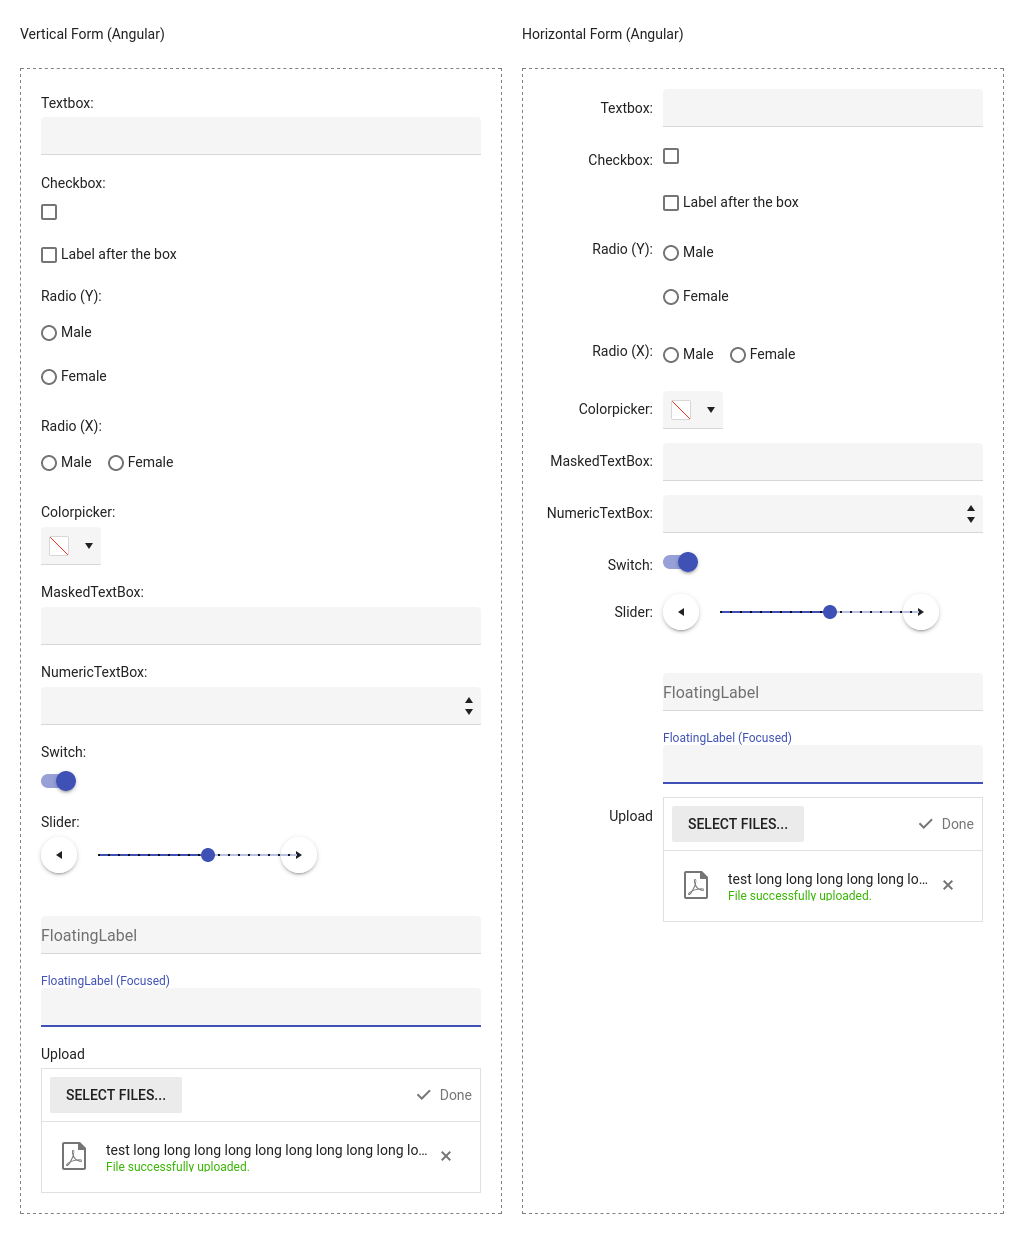 Vertical Form (Angular)
Textbox:
Checkbox:
Label after the box
Radio (Y):
Male
Female
Radio (X):
Male Female
Colorpicker:
MaskedTextBox:
NumericTextBox:
Switch:
Slider:
FloatingLabel
FloatingLabel (Focused)
Upload
SELECT FILES... Done
test long long long long long long long long long lo...
File successfully uploaded.
Horizontal Form (Angular)
Textbox:
Checkbox:
Label after the box
Radio (Y): Male
Female
Radio (X): Male Female
Colorpicker:
MaskedTextBox:
NumericTextBox:
Switch:
Slider:
FloatingLabel
FloatingLabel (Focused)
Upload
SELECT FILES... Done
test long long long long long lo...
File successfully uploaded.